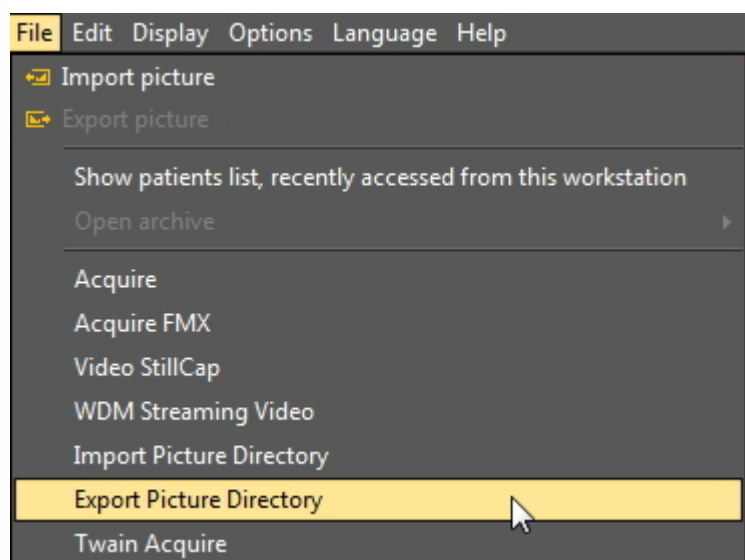 File Edit Display Options Language Help
Import picture
Export picture
Show patients list, recently accessed from this workstation
Open archive
Acquire
Acquire FMX
Video StillCap
WDM Streaming Video
Import Picture Directory
Export Picture Directory
Twain Acquire